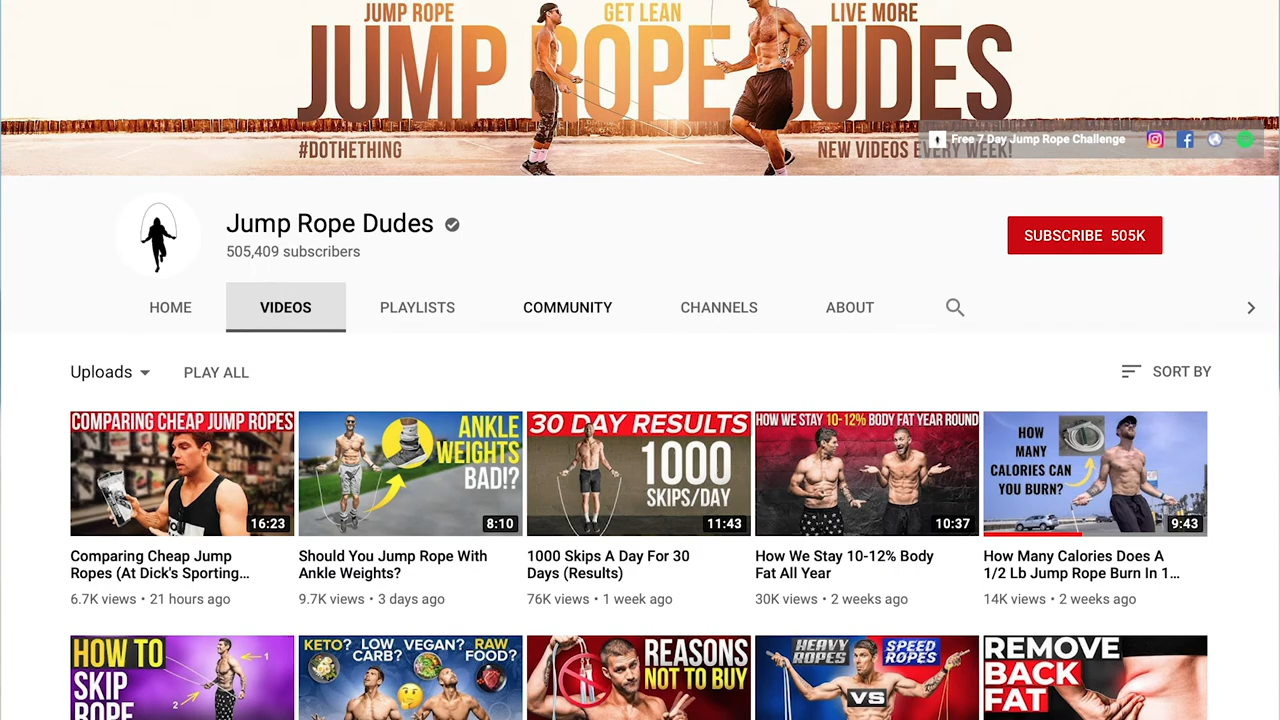 JUMP ROPE GET LEAN LIVE MORE
JUMP ROPE DUDES
#DOTHETHING
NEW VIDEOS EVERY WEEK!
Free 7 Day Jump Rope Challenge
Jump Rope Dudes
505,409 subscribers
SUBSCRIBE 505K
HOME VIDEOS PLAYLISTS COMMUNITY CHANNELS ABOUT
Uploads PLAY ALL SORT BY
COMPARING CHEAP JUMP ROPES
16:23
ANKLE
WEIGHTS
BAD!?
8:10
30 DAY RESULTS
1000
SKIPS/DAY
11:43
HOW WE STAY 10-12% BODY FAT YEAR ROUND
10:37
HOW
MANY
CALORIES CAN
YOU BURN?
9:43
Comparing Cheap Jump
Ropes (At Dick's Sporting...
6.7K views • 21 hours ago
Should You Jump Rope With
Ankle Weights?
9.7K views • 3 days ago
1000 Skips A Day For 30
Days (Results)
76K views • 1 week ago
How We Stay 10-12% Body
Fat All Year
30K views • 2 weeks ago
How Many Calories Does A
1/2 Lb Jump Rope Burn In 1...
14K views • 2 weeks ago
HOW TO
SKIP
ROPE
1
2
KETO? LOW CARB? VEGAN? RAW FOOD?
REASONS
NOT TO BUY
HEAVY ROPES
VS
SPEED ROPES
REMOVE
BACK
FAT